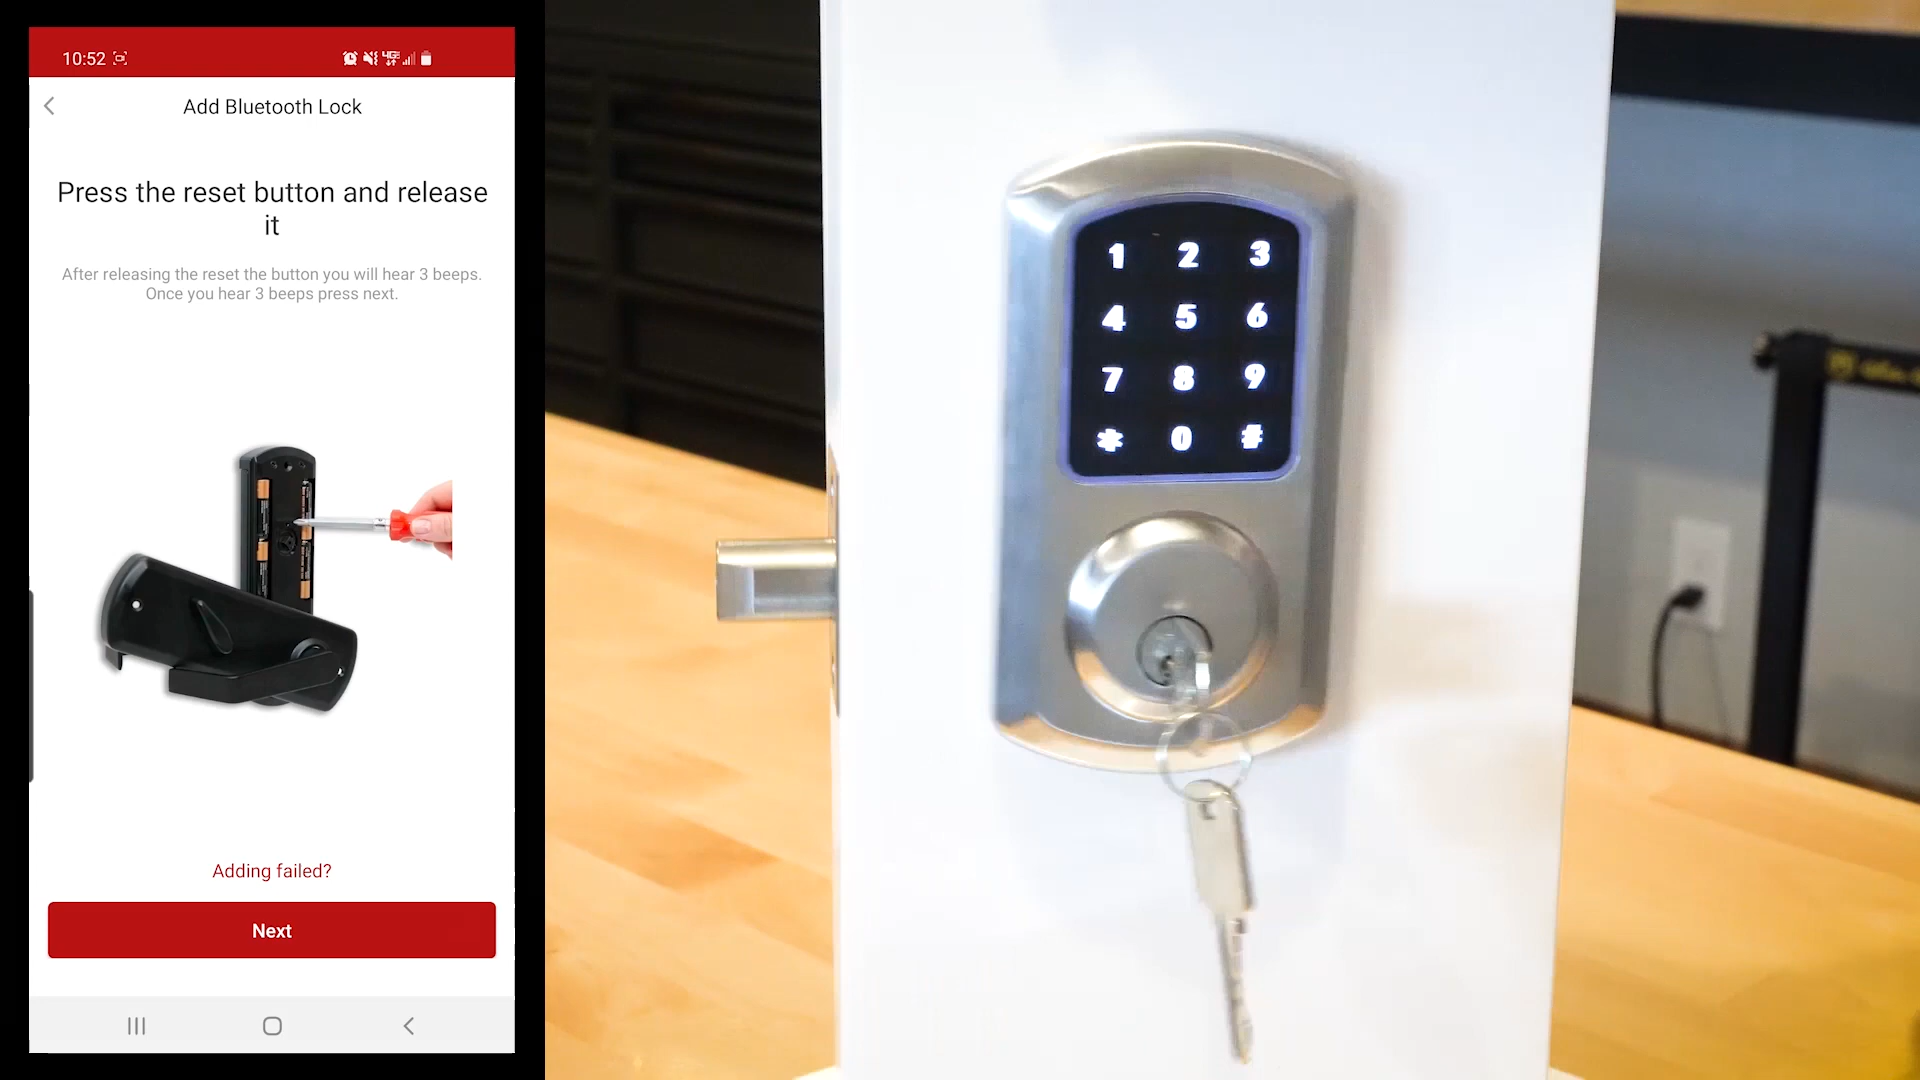 10:52
Add Bluetooth Lock
Press the reset button and release
it
After releasing the reset the button you will hear 3 beeps.
Once you hear 3 beeps press next.
Adding failed?
Next
1 2 3
4 5 6
7 8 9
* 0 #